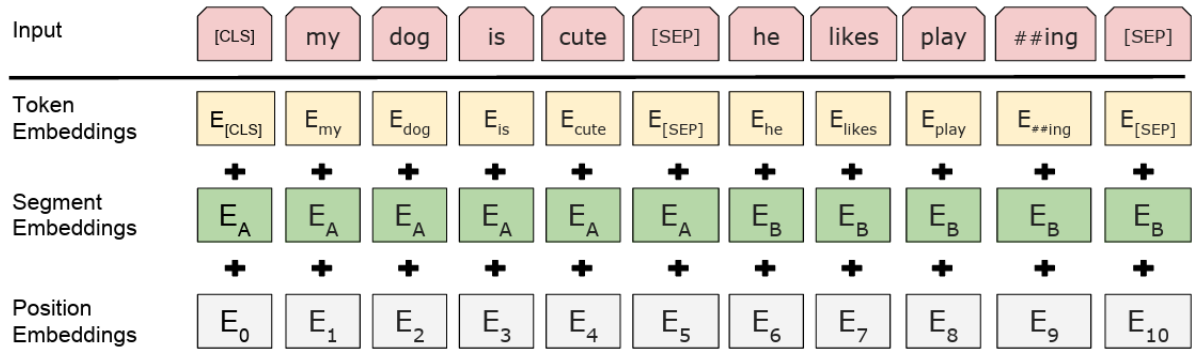 Input [CLS] my dog is cute [SEP] he likes play ##ing [SEP]
Token
Embeddings
E[CLS] Emy Edog Eis Ecute E[SEP] Ehe Elikes Eplay E##ing E[SEP]
+ + + + + + + + + + +
Segment
Embeddings
EA EA EA EA EA EA EB EB EB EB EB
+ + + + + + + + + + +
Position
Embeddings
E0 E1 E2 E3 E4 E5 E6 E7 E8 E9 E10